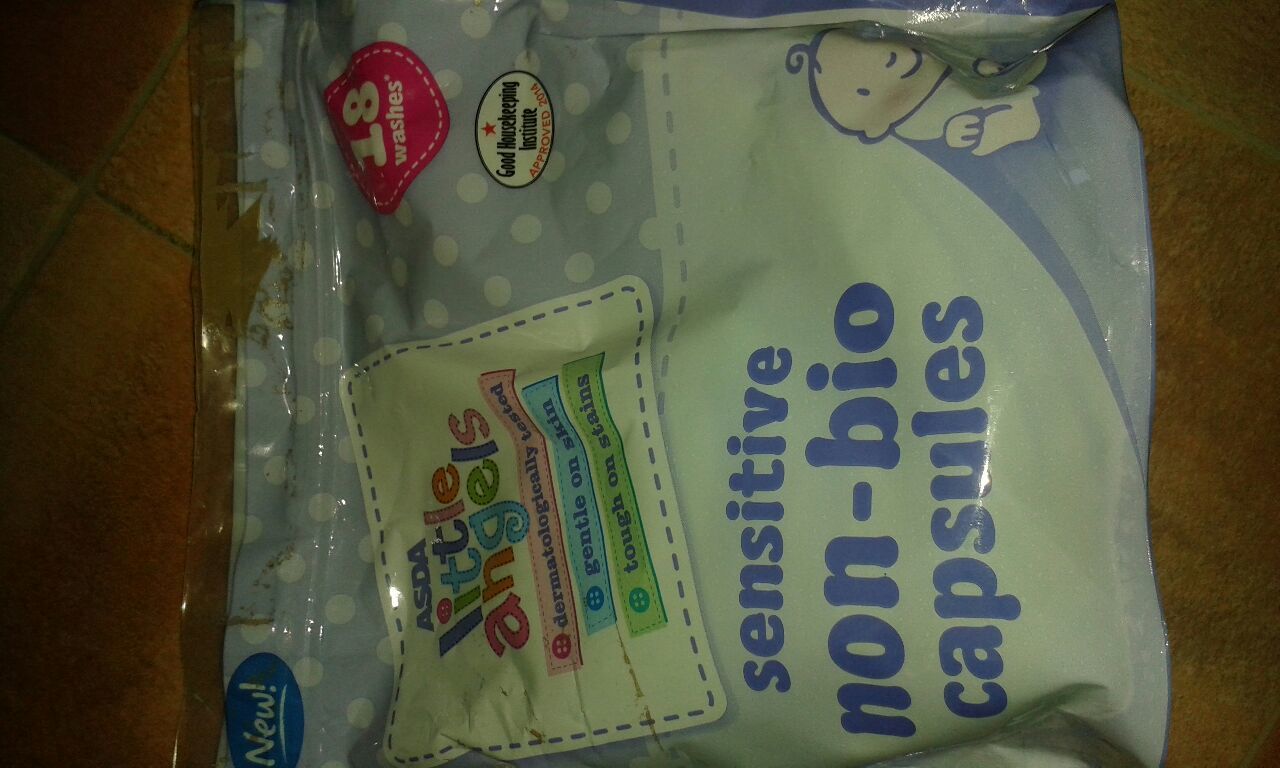 New!
18
washes*
Good Housekeeping
Institute
APPROVED 2014
ASDA
little
angels
dermatologically tested
gentle on skin
tough on stains
sensitive
non-bio
capsules